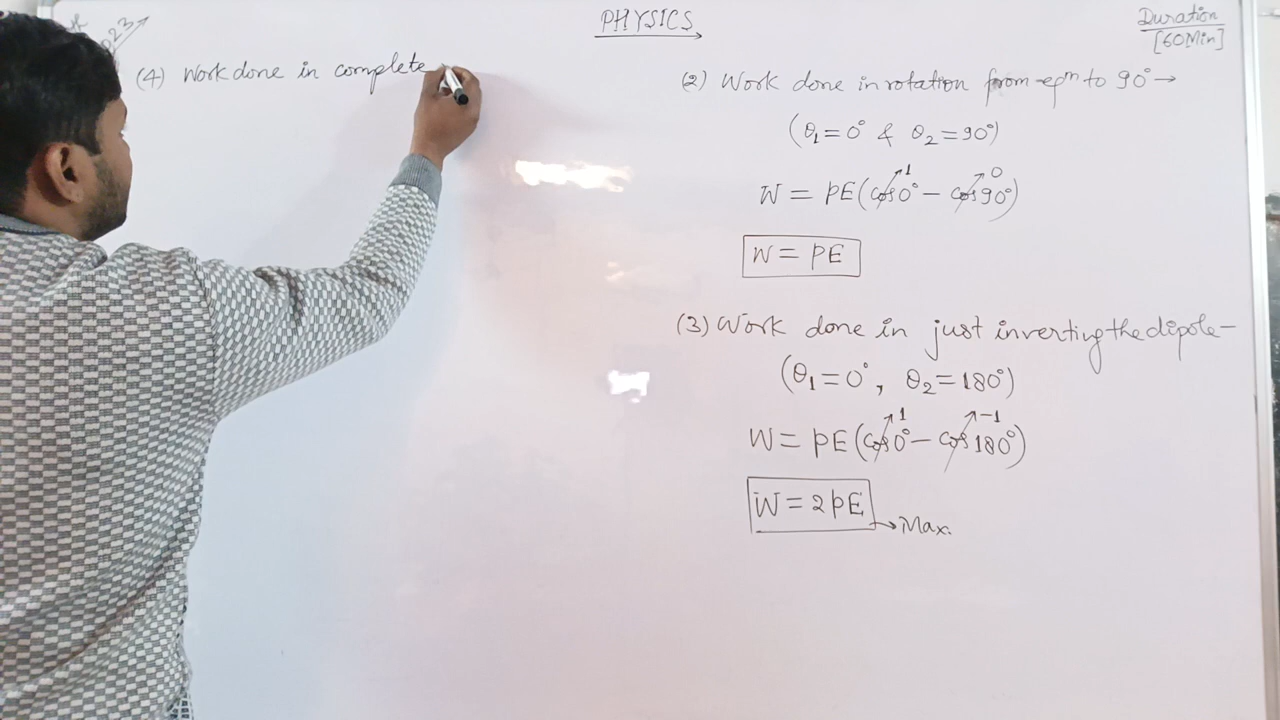 PHYSICS
Duration
[60Min]
2023
(4) Work done in complete
(2) Work done in rotation from eqm to 90° →
(θ₁ = 0° & θ₂ = 90°)
W = PE(cos0° – cos90°)
1
0
W = PE
(3) Work done in just inverting the dipole –
(θ₁ = 0°, θ₂ = 180°)
W = PE(cos0° – cos180°)
1
-1
W = 2PE
→ Max.